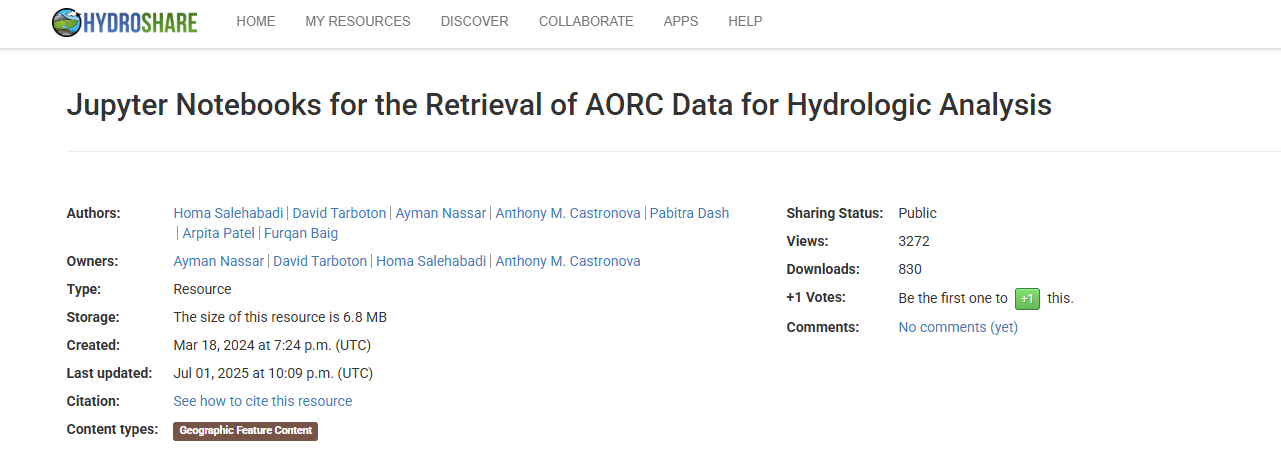 HYDROSHARE HOME MY RESOURCES DISCOVER COLLABORATE APPS HELP
Jupyter Notebooks for the Retrieval of AORC Data for Hydrologic Analysis
Authors: Homa Salehabadi | David Tarboton | Ayman Nassar | Anthony M. Castronova | Pabitra Dash
| Arpita Patel | Furqan Baig
Owners: Ayman Nassar | David Tarboton | Homa Salehabadi | Anthony M. Castronova
Type: Resource
Storage: The size of this resource is 6.8 MB
Created: Mar 18, 2024 at 7:24 p.m. (UTC)
Last updated: Jul 01, 2025 at 10:09 p.m. (UTC)
Citation: See how to cite this resource
Content types: Geographic Feature Content
Sharing Status: Public
Views: 3272
Downloads: 830
+1 Votes: Be the first one to +1 this.
Comments: No comments (yet)